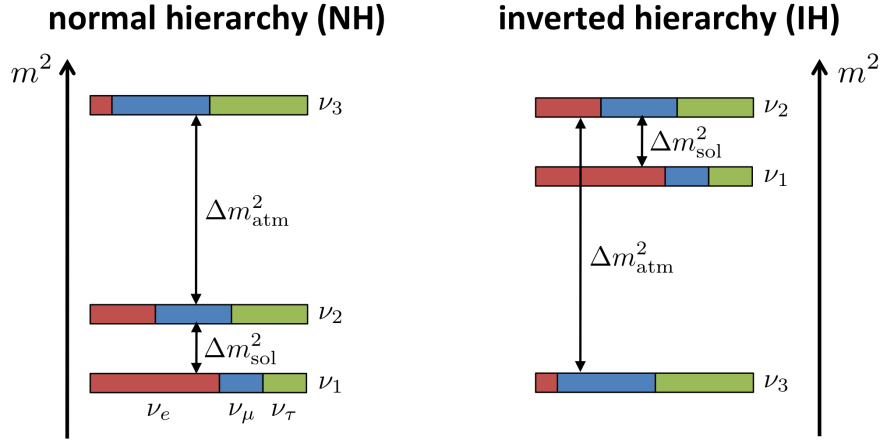 normal hierarchy (NH)
m²
ν₃
Δm²atm
ν₂
Δm²sol
ν₁
νe νμ ντ
inverted hierarchy (IH)
m²
ν₂
Δm²sol
ν₁
Δm²atm
ν₃